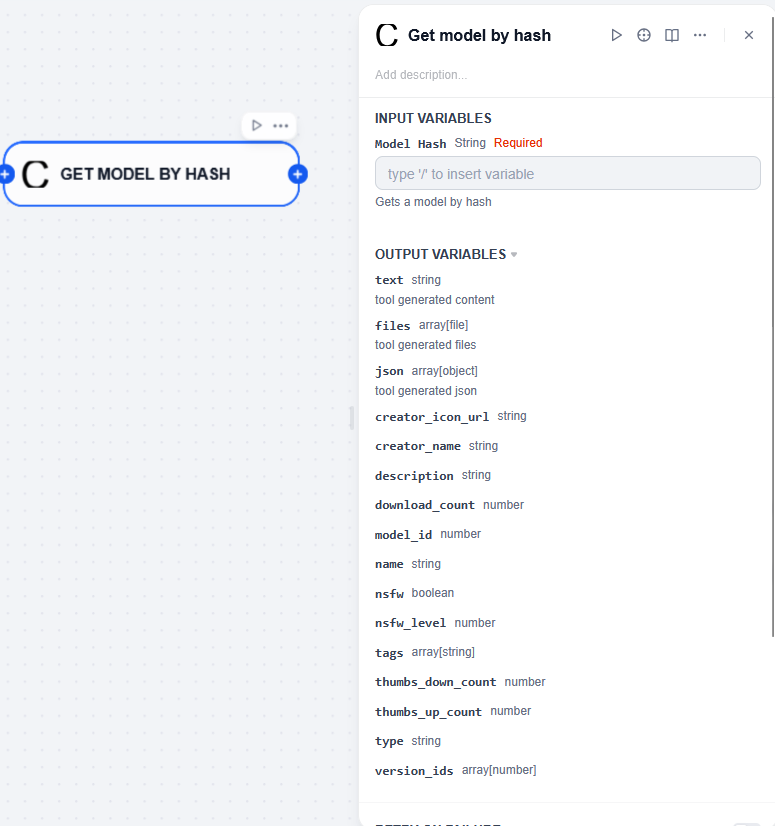 C Get model by hash
Add description...
C GET MODEL BY HASH
INPUT VARIABLES
Model Hash String Required
type '/' to insert variable
Gets a model by hash
OUTPUT VARIABLES
text string
tool generated content
files array[file]
tool generated files
json array[object]
tool generated json
creator_icon_url string
creator_name string
description string
download_count number
model_id number
name string
nsfw boolean
nsfw_level number
tags array[string]
thumbs_down_count number
thumbs_up_count number
type string
version_ids array[number]